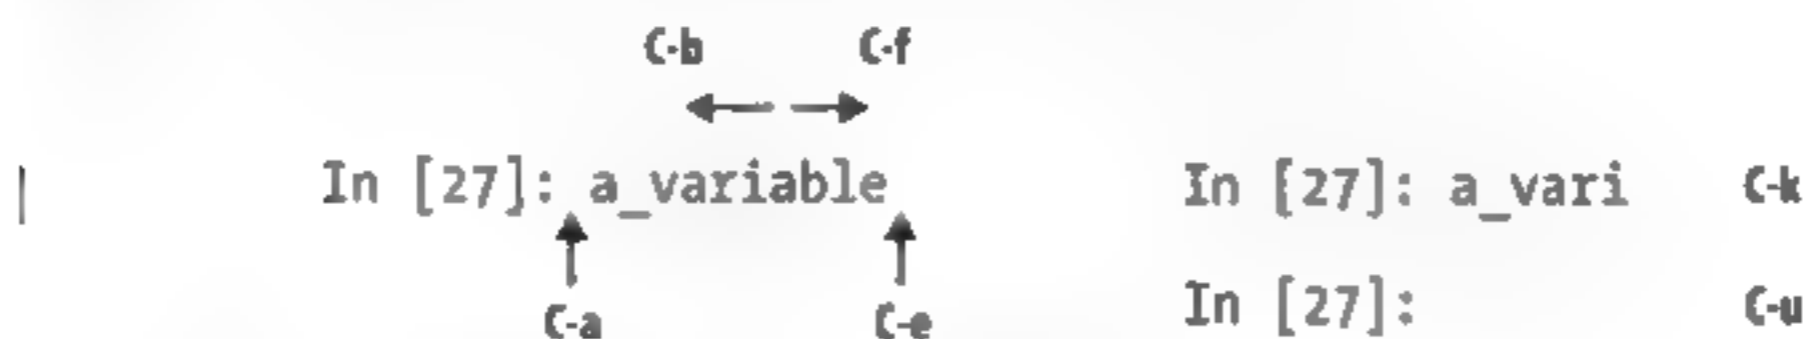 C-b C-f
In [27]: a_variable
C-a C-e
In [27]: a_vari C-k
In [27]: C-u